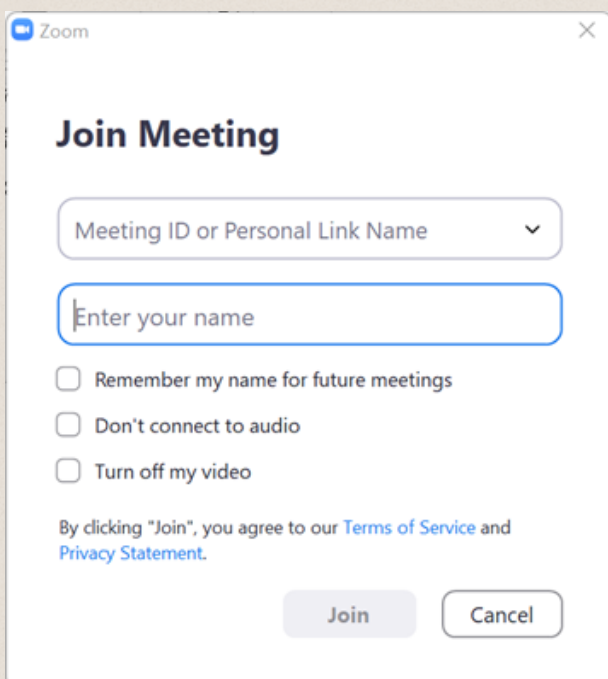 Zoom
Join Meeting
Meeting ID or Personal Link Name
Enter your name
Remember my name for future meetings
Don't connect to audio
Turn off my video
By clicking "Join", you agree to our Terms of Service and
Privacy Statement.
Join Cancel